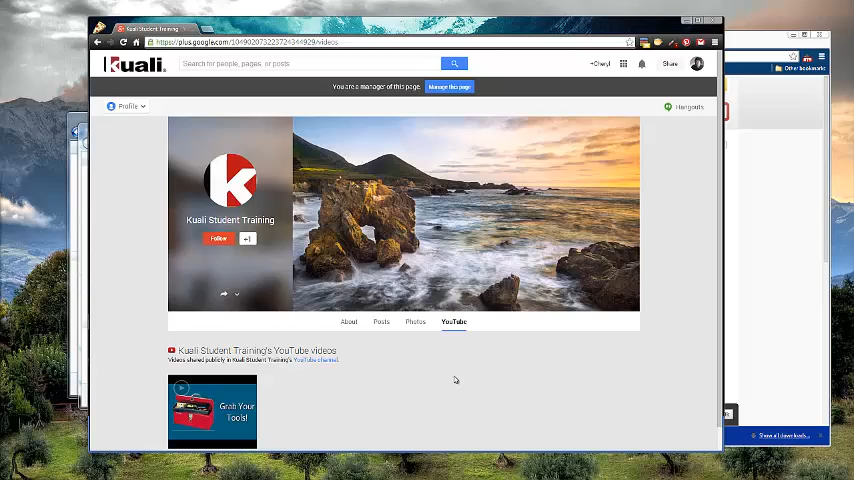 Kuali Student Training
https://plus.google.com/104902073223724344929/videos
Other bookmarks
Kuali.
Search for people, pages, or posts
+Cheryl
Share
You are a manager of this page.
Manage this page
Profile
Hangouts
Kuali Student Training
Follow
+1
About
Posts
Photos
YouTube
Kuali Student Training's YouTube videos
Videos shared publicly in Kuali Student Training's YouTube channel.
Grab Your
Tools!
Show all downloads...